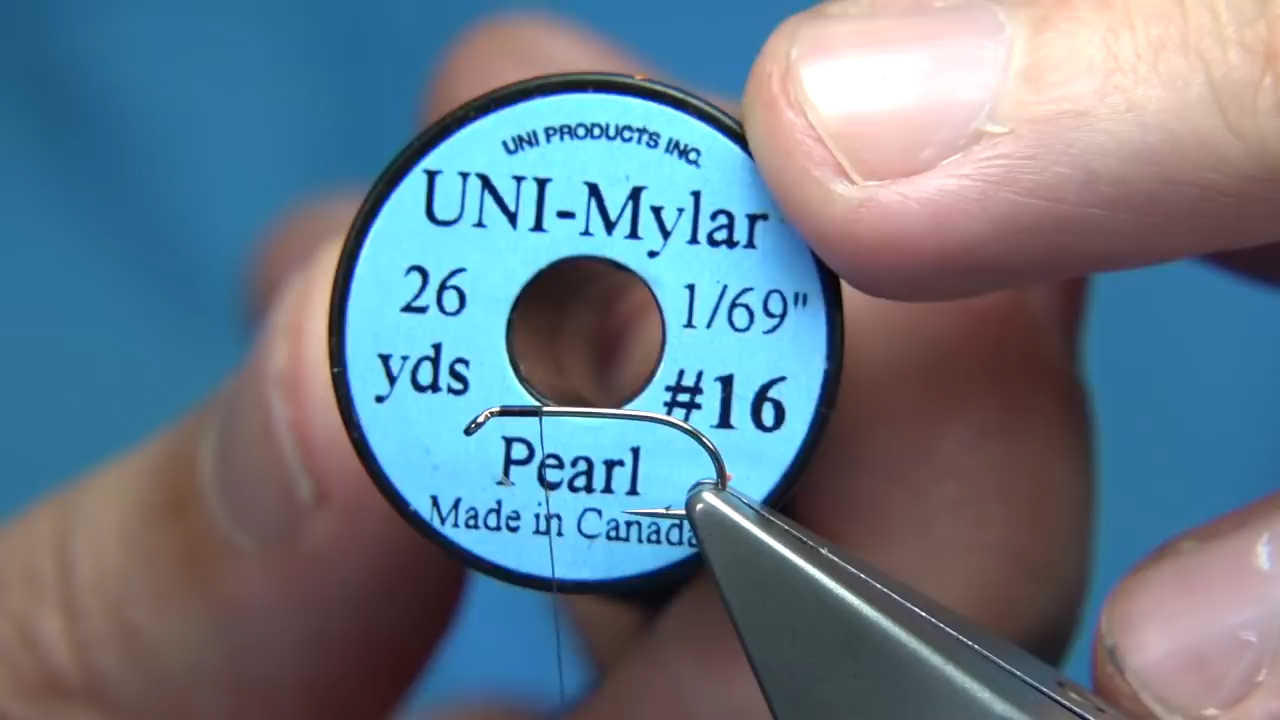 UNI PRODUCTS INC.
UNI-Mylar
26 yds
1/69"
#16
Pearl
Made in Canada